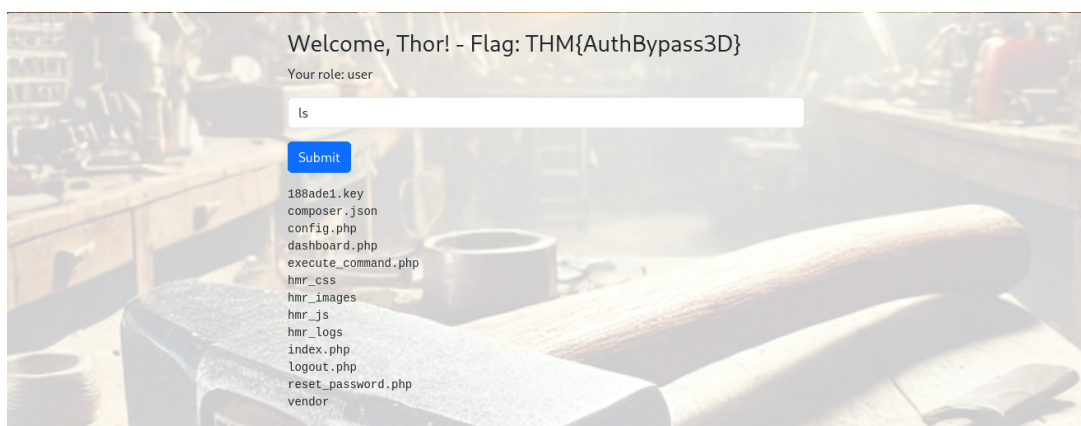 Welcome, Thor! - Flag: THM{AuthBypass3D}
Your role: user
ls
Submit
188ade1.key
composer.json
config.php
dashboard.php
execute_command.php
hmr_css
hmr_images
hmr_js
hmr_logs
index.php
logout.php
reset_password.php
vendor